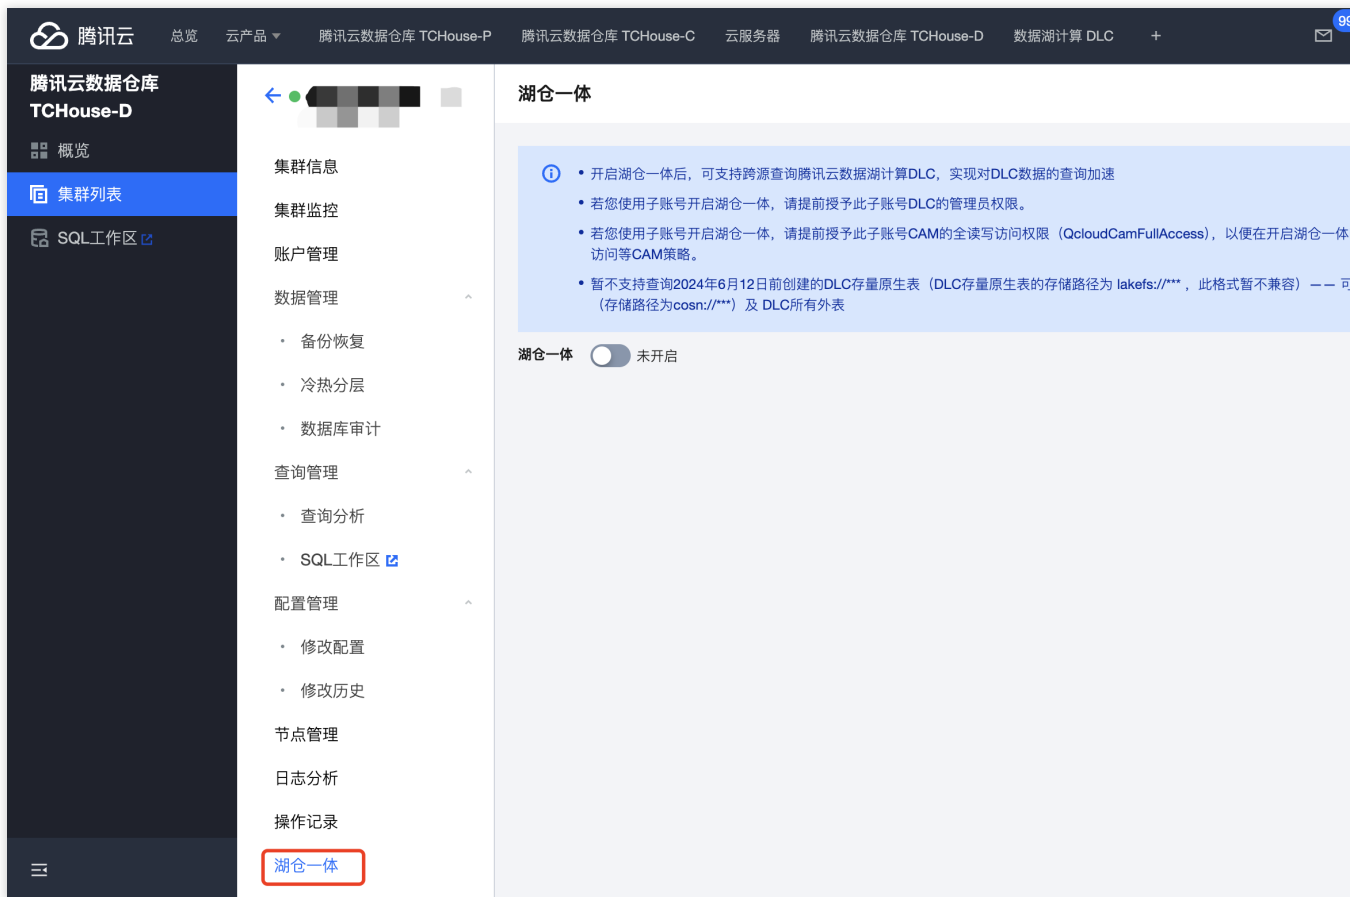 腾讯云
总览
云产品
腾讯云数据仓库 TCHouse-P
腾讯云数据仓库 TCHouse-C
云服务器
腾讯云数据仓库 TCHouse-D
数据湖计算 DLC
+
99
腾讯云数据仓库
TCHouse-D
概览
集群列表
SQL工作区
集群信息
集群监控
账户管理
数据管理
备份恢复
冷热分层
数据库审计
查询管理
查询分析
SQL工作区
配置管理
修改配置
修改历史
节点管理
日志分析
操作记录
湖仓一体
湖仓一体
• 开启湖仓一体后，可支持跨源查询腾讯云数据湖计算DLC，实现对DLC数据的查询加速
• 若您使用子账号开启湖仓一体，请提前授予此子账号DLC的管理员权限。
• 若您使用子账号开启湖仓一体，请提前授予此子账号CAM的全读写访问权限（QcloudCamFullAccess），以便在开启湖仓一体
访问等CAM策略。
• 暂不支持查询2024年6月12日前创建的DLC存量原生表（DLC存量原生表的存储路径为 lakefs://*** ，此格式暂不兼容）—— 可
（存储路径为cosn://***）及 DLC所有外表
湖仓一体
未开启